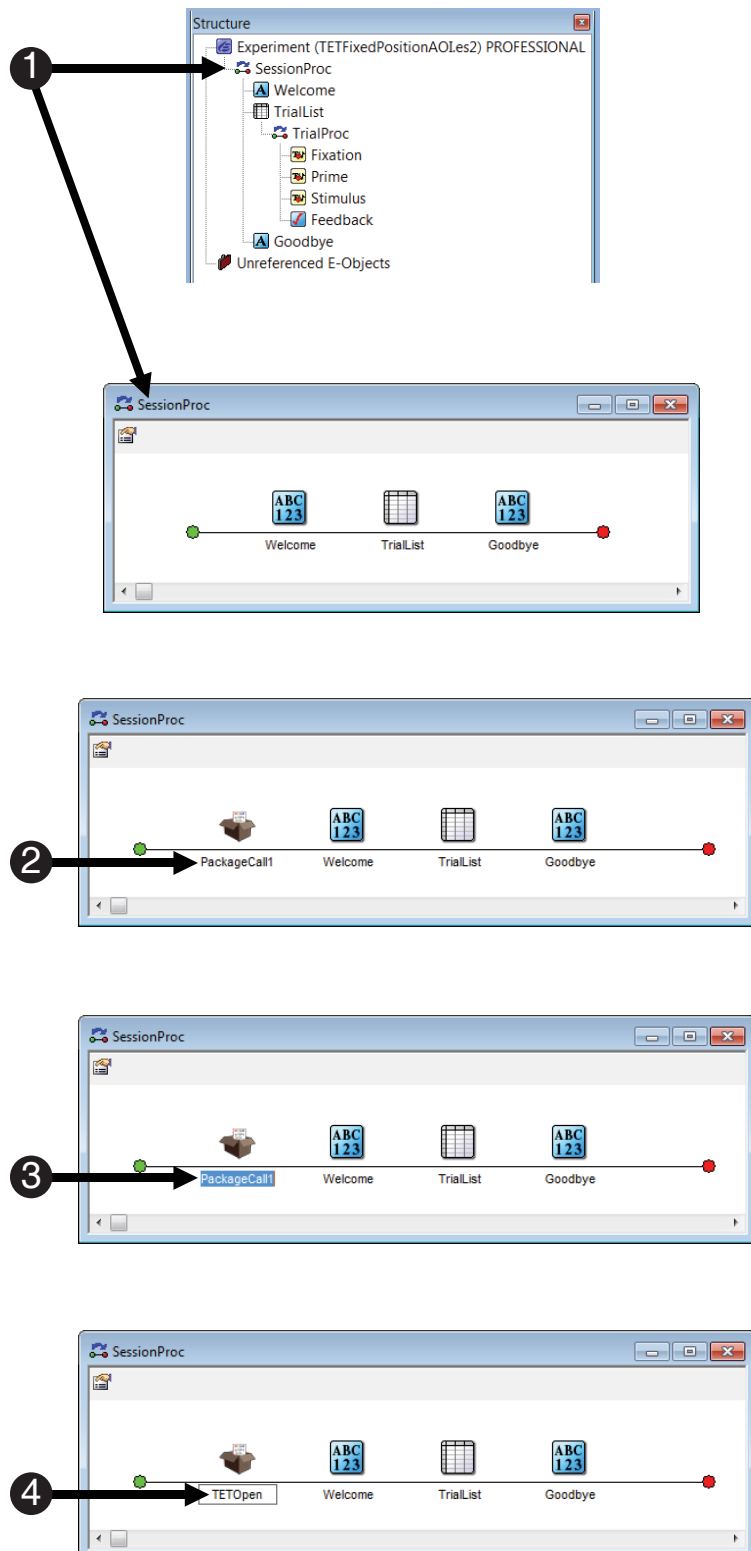 Structure
1
Experiment (TETFixedPositionAOI.es2) PROFESSIONAL
SessionProc
A Welcome
TrialList
TrialProc
Fixation
Prime
Stimulus
Feedback
A Goodbye
Unreferenced E-Objects
SessionProc
ABC 123 ABC 123
Welcome TrialList Goodbye
SessionProc
ABC 123 ABC 123
2 PackageCall1 Welcome TrialList Goodbye
SessionProc
ABC 123 ABC 123
3 PackageCall1 Welcome TrialList Goodbye
SessionProc
ABC 123 ABC 123
4 TETOpen Welcome TrialList Goodbye